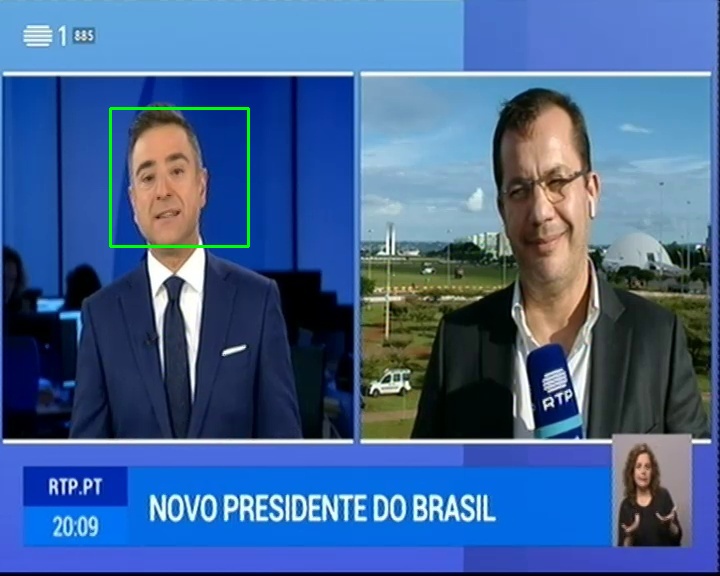 1 885
RTP
RTP.PT
NOVO PRESIDENTE DO BRASIL
20:09